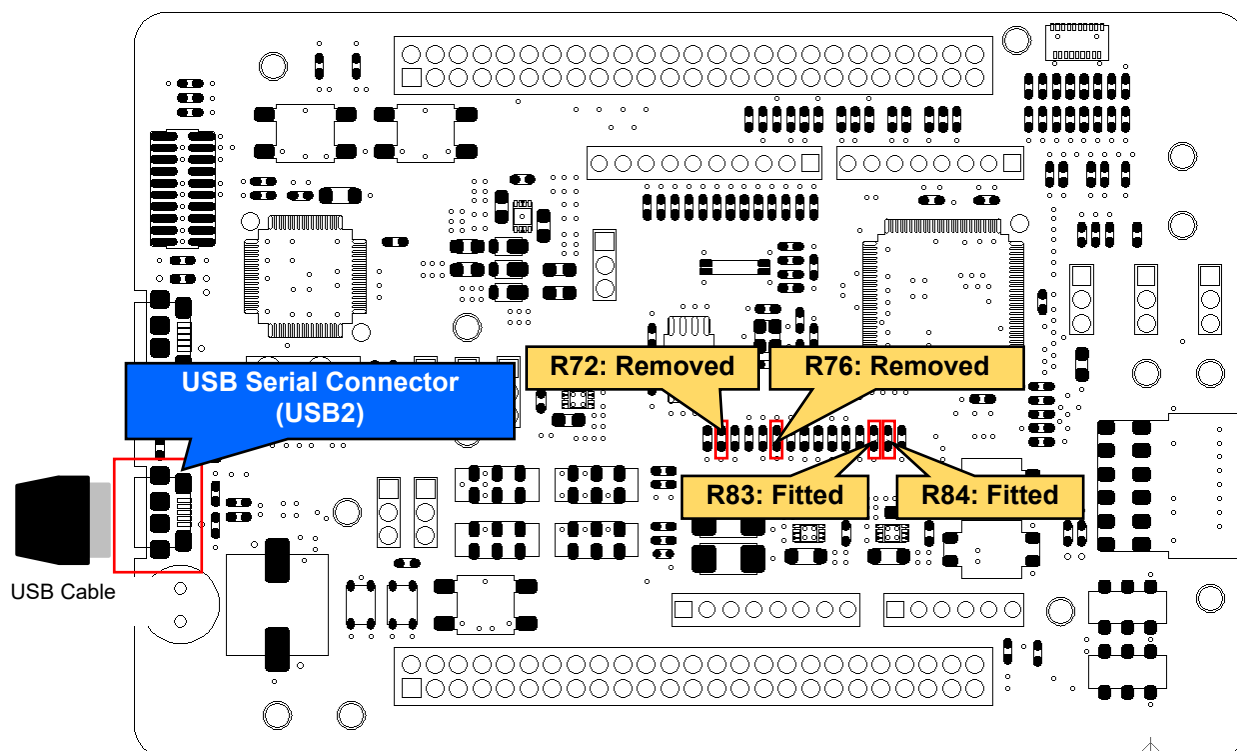 R72: Removed
R76: Removed
USB Serial Connector
(USB2)
R83: Fitted
R84: Fitted
USB Cable